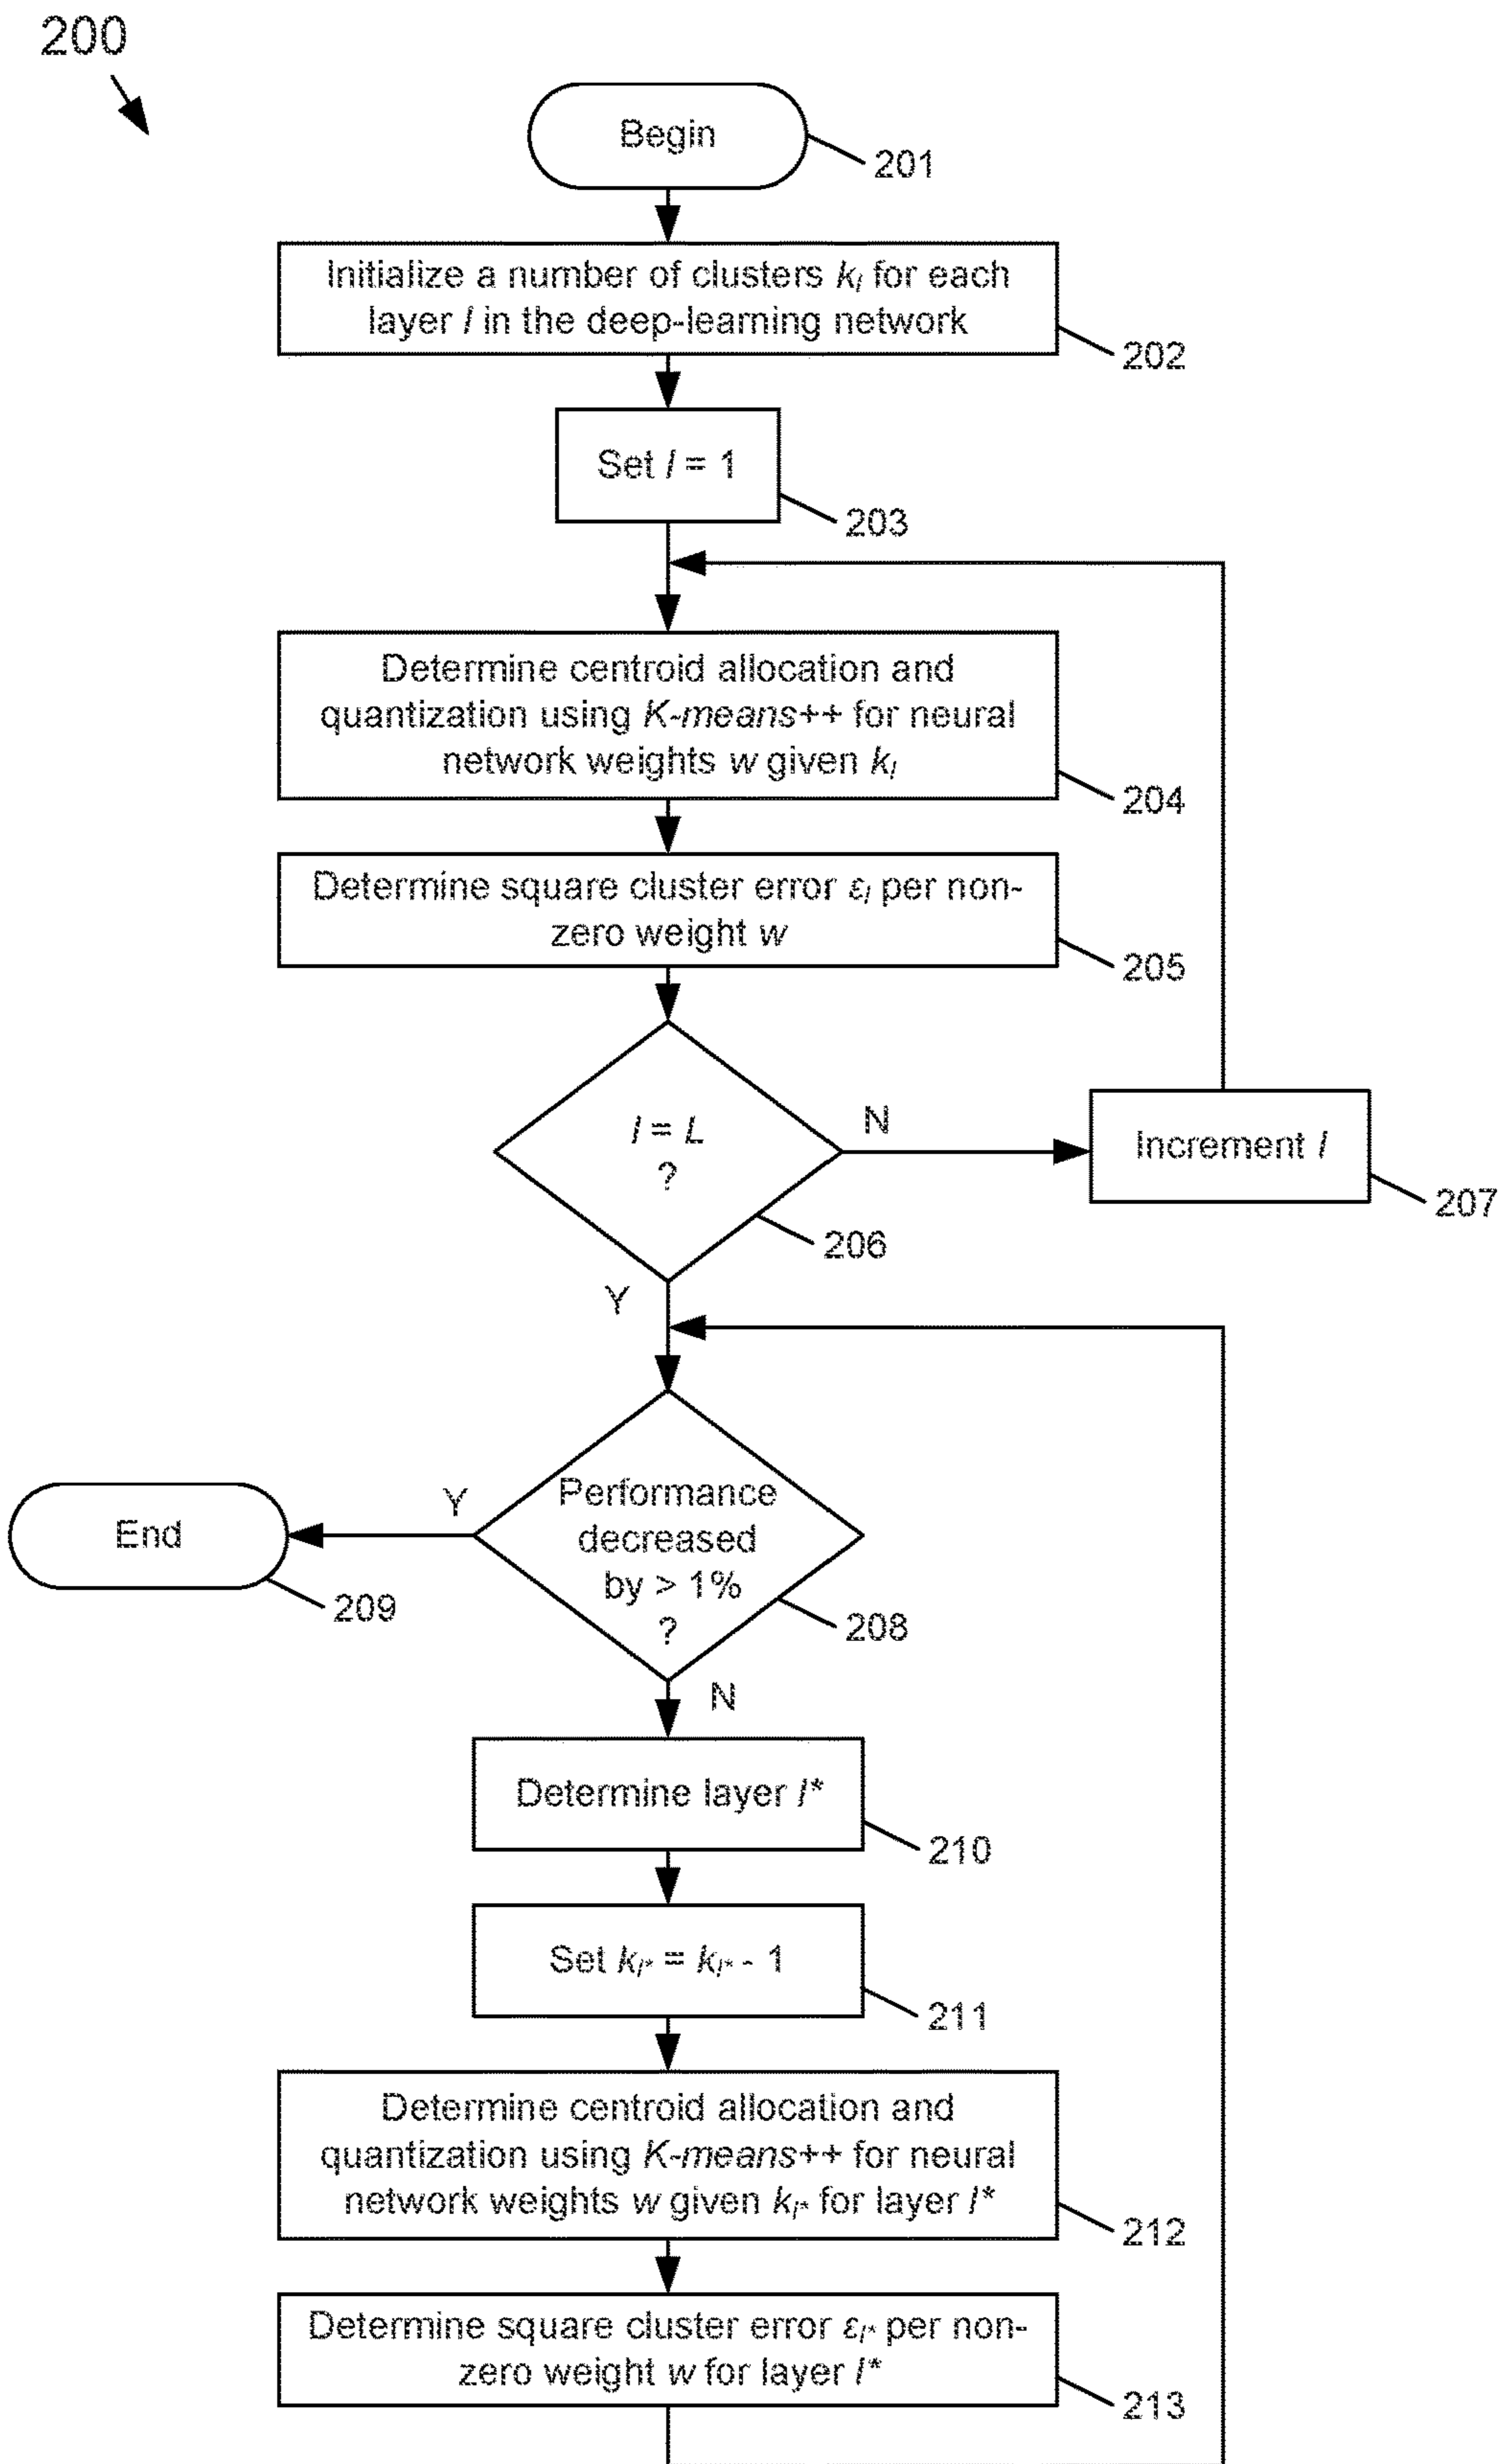 200
Begin
201
Initialize a number of clusters kₗ for each
layer l in the deep-learning network
202
Set l = 1
203
Determine centroid allocation and
quantization using K-means++ for neural
network weights w given kₗ
204
Determine square cluster error εₗ per non-
zero weight w
205
l = L
?
N
Increment l
207
206
Y
Performance
decreased
by > 1%
?
Y
End
209
208
N
Determine layer l*
210
Set kₗ* = kₗ* - 1
211
Determine centroid allocation and
quantization using K-means++ for neural
network weights w given kₗ* for layer l*
212
Determine square cluster error εₗ* per non-
zero weight w for layer l*
213